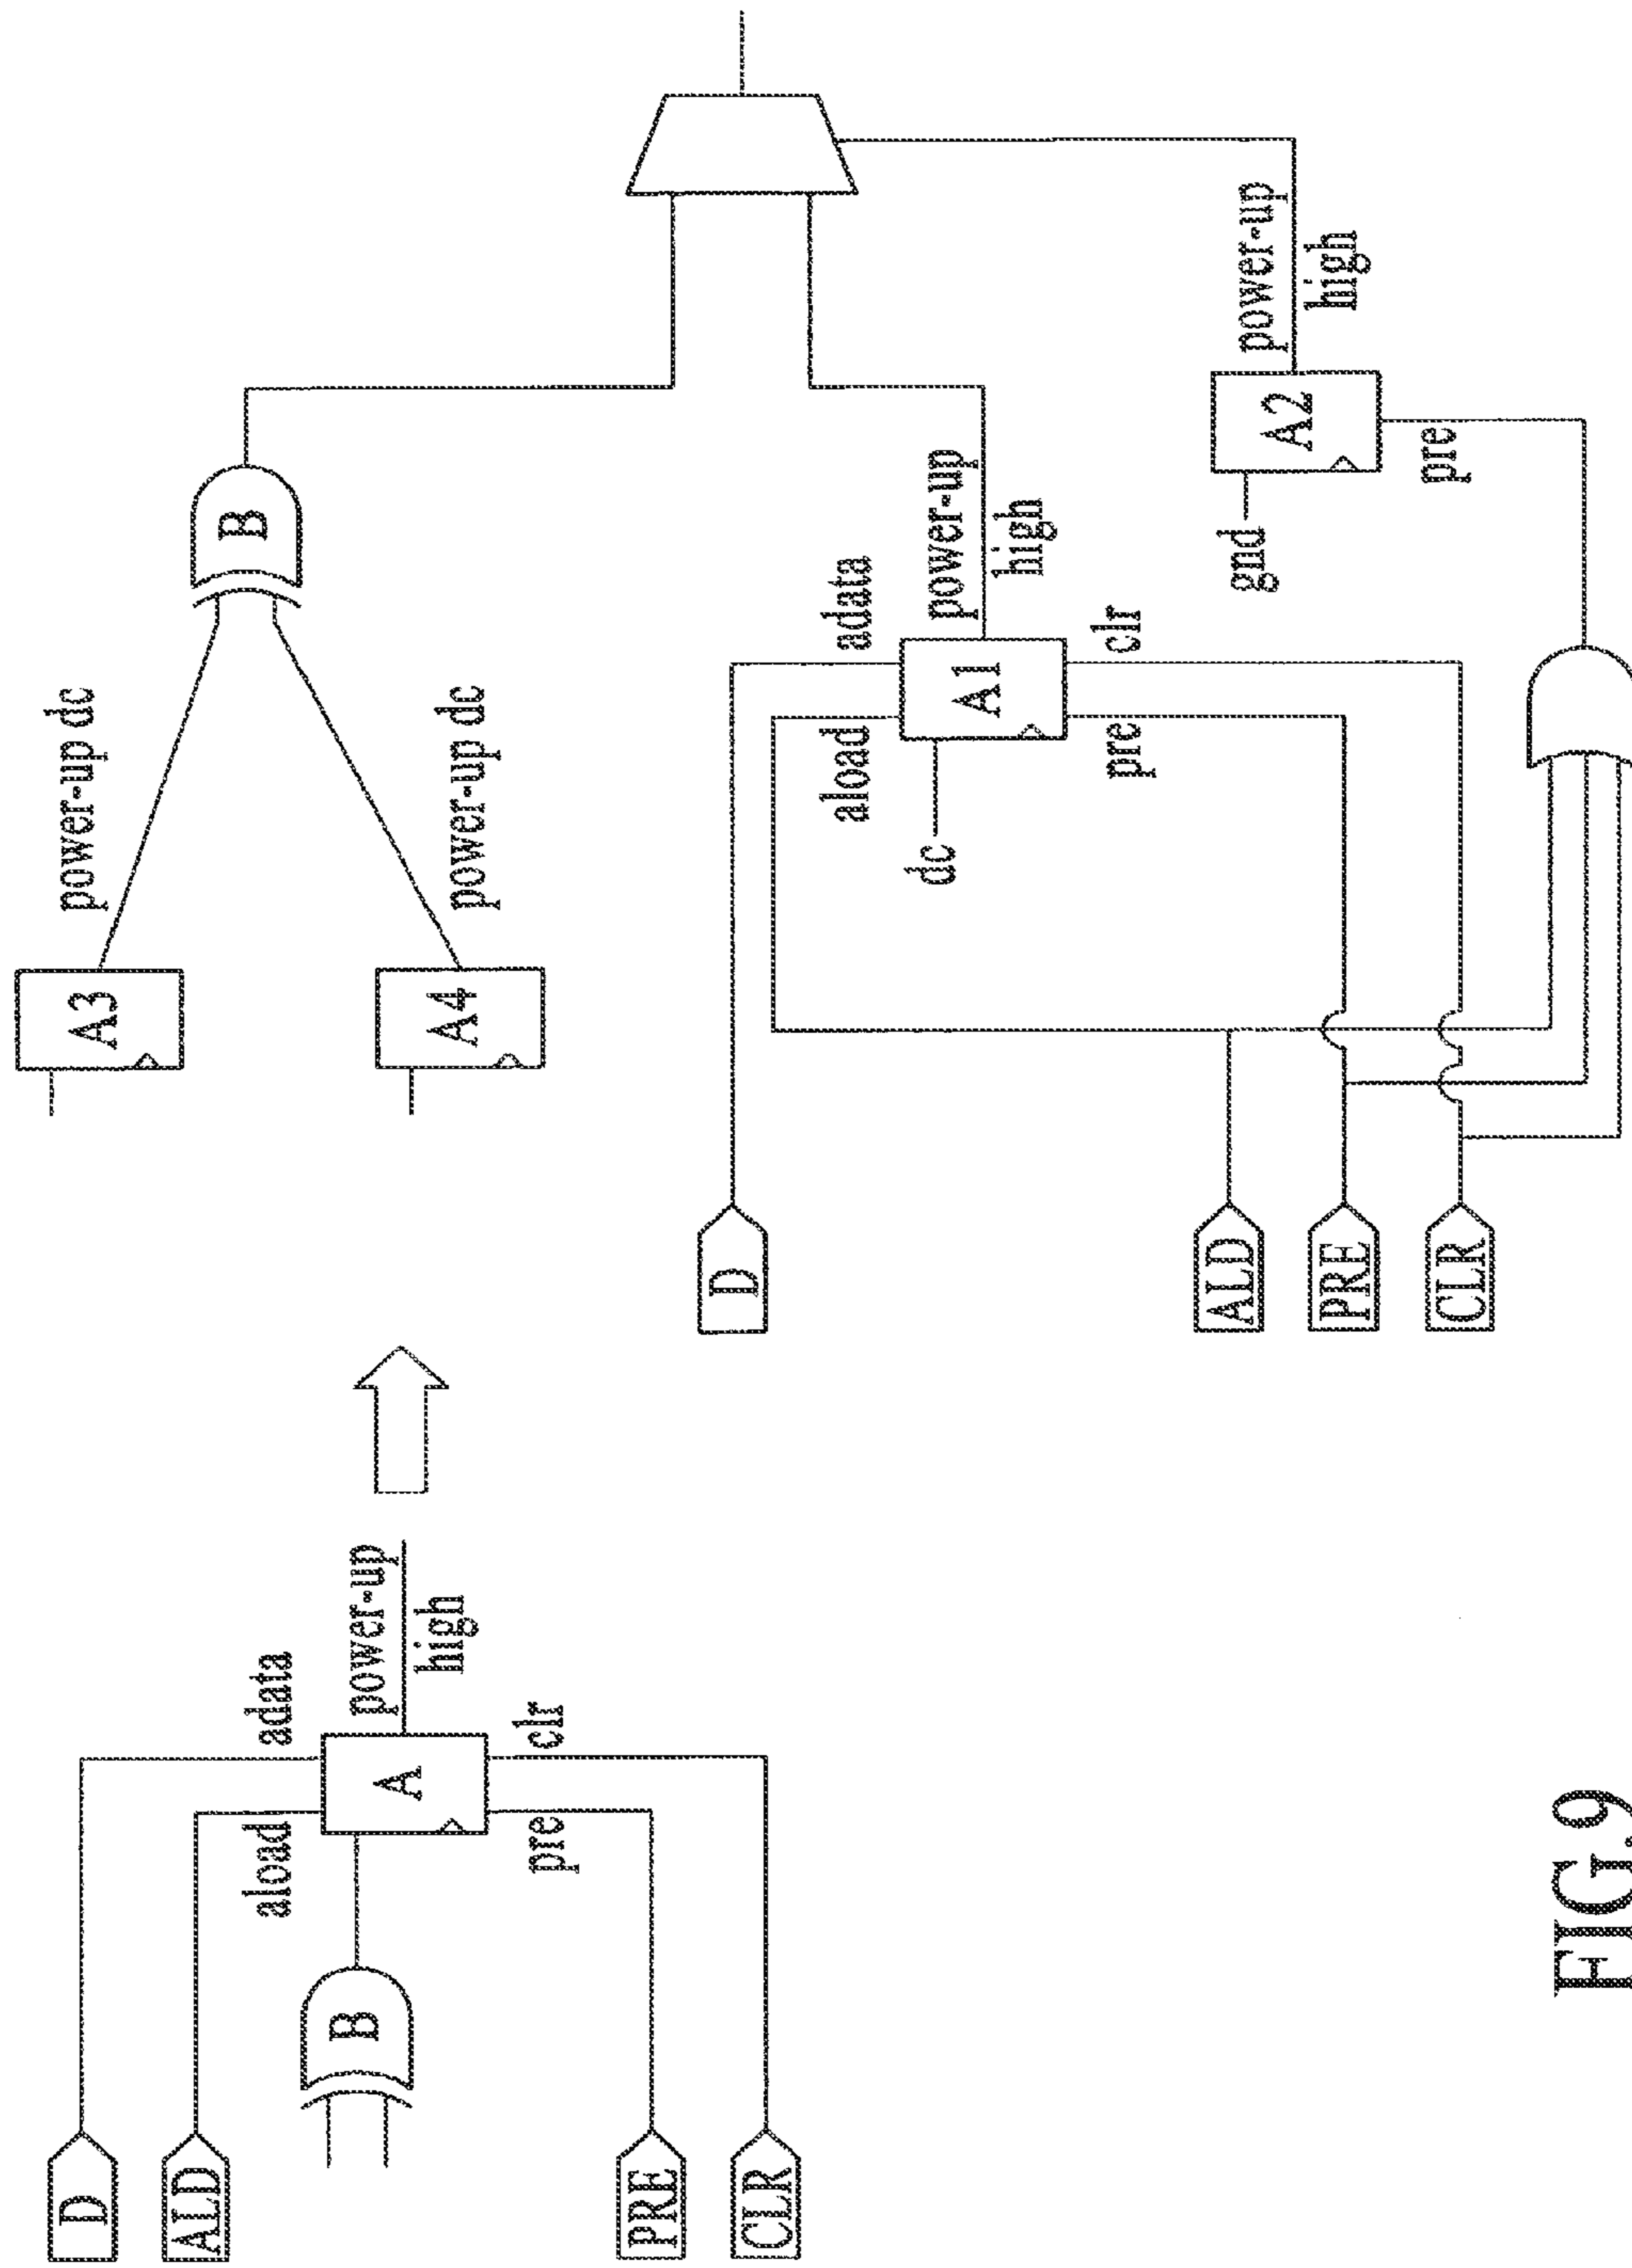 D
ALD
B
PRE
CLR
aload
adata
A
pre
clr
power-up
high
A3
power-up dc
A4
power-up dc
B
D
ALD
PRE
CLR
aload
adata
dc
A1
pre
clr
power-up
high
gnd
A2
pre
power-up
high
FIG.9